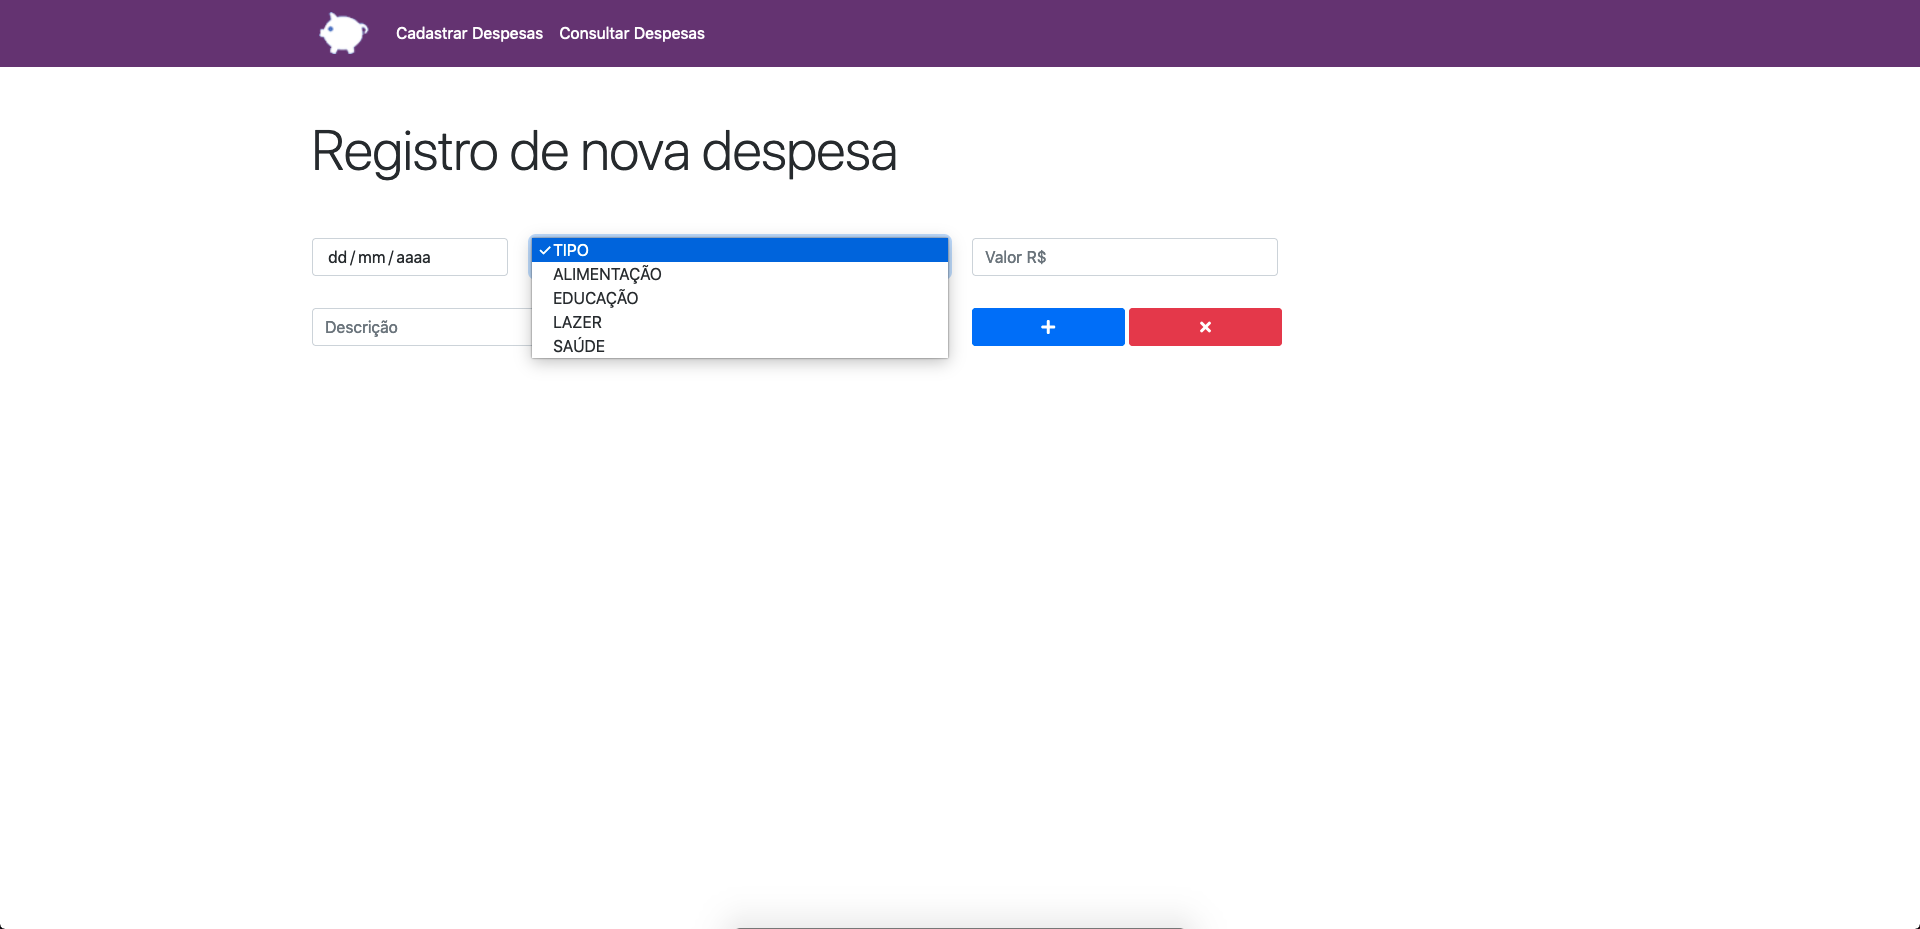 Cadastrar Despesas Consultar Despesas
Registro de nova despesa
dd/mm/aaaa
TIPO
ALIMENTAÇÃO
EDUCAÇÃO
LAZER
SAÚDE
Valor R$
Descrição